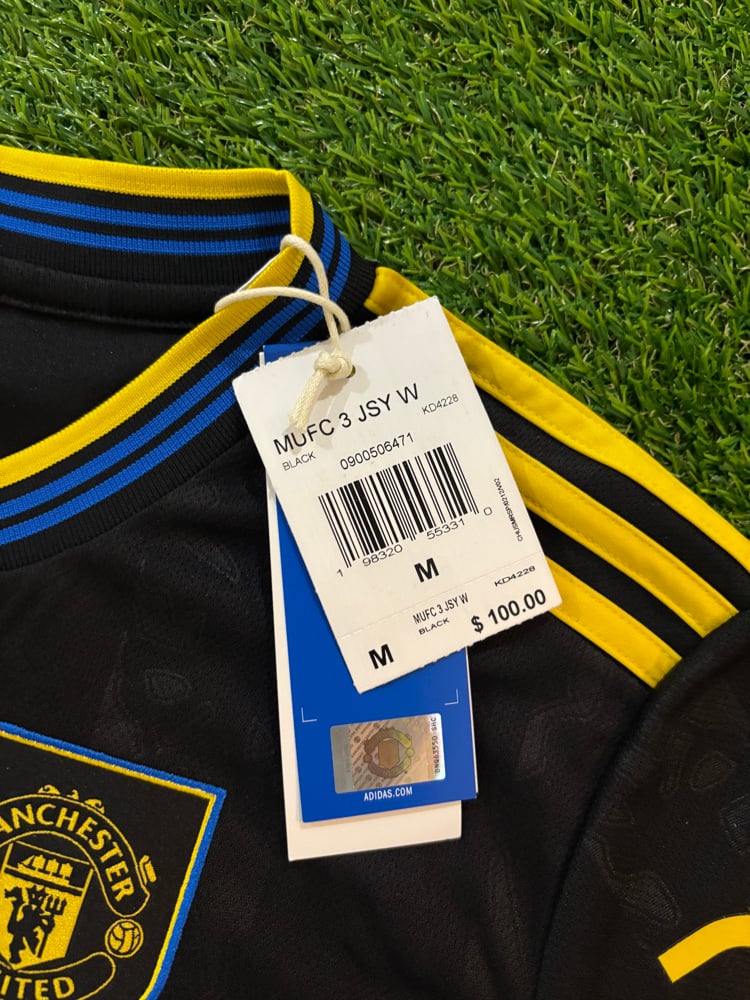 MUFC 3 JSY W
KD4228
BLACK
0900506471
1 98320 55331 0
M
MUFC 3 JSY W
KD4228
BLACK
$ 100.00
M
ADIDAS.COM
ANCHESTER
ITED